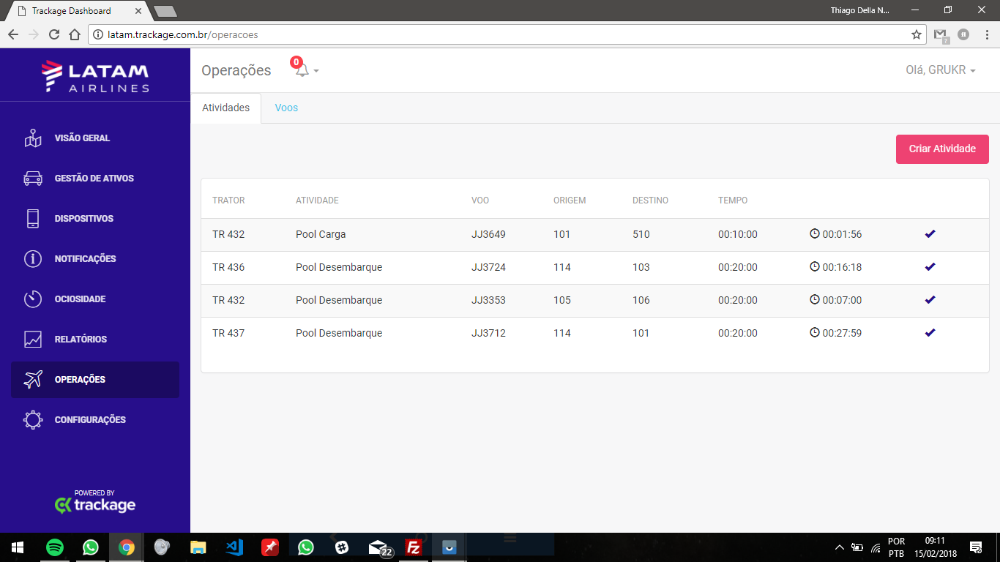 Trackage Dashboard
Thiago Della N...
latam.trackage.com.br/operacoes
LATAM
AIRLINES
Operações
0
Olá, GRUKR
Atividades Voos
VISÃO GERAL
GESTÃO DE ATIVOS
DISPOSITIVOS
NOTIFICAÇÕES
OCIOSIDADE
RELATÓRIOS
OPERAÇÕES
CONFIGURAÇÕES
POWERED BY
trackage
Criar Atividade
TRATOR ATIVIDADE VOO ORIGEM DESTINO TEMPO
TR 432 Pool Carga JJ3649 101 510 00:10:00 00:01:56
TR 436 Pool Desembarque JJ3724 114 103 00:20:00 00:16:18
TR 432 Pool Desembarque JJ3353 105 106 00:20:00 00:07:00
TR 437 Pool Desembarque JJ3712 114 101 00:20:00 00:27:59
22
Fz
POR
PTB
09:11
15/02/2018